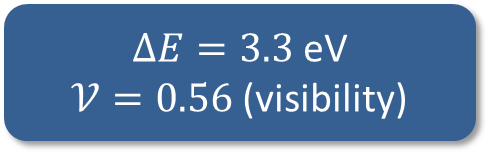 Δ𝐸 = 3.3 eV
𝒱 = 0.56 (visibility)